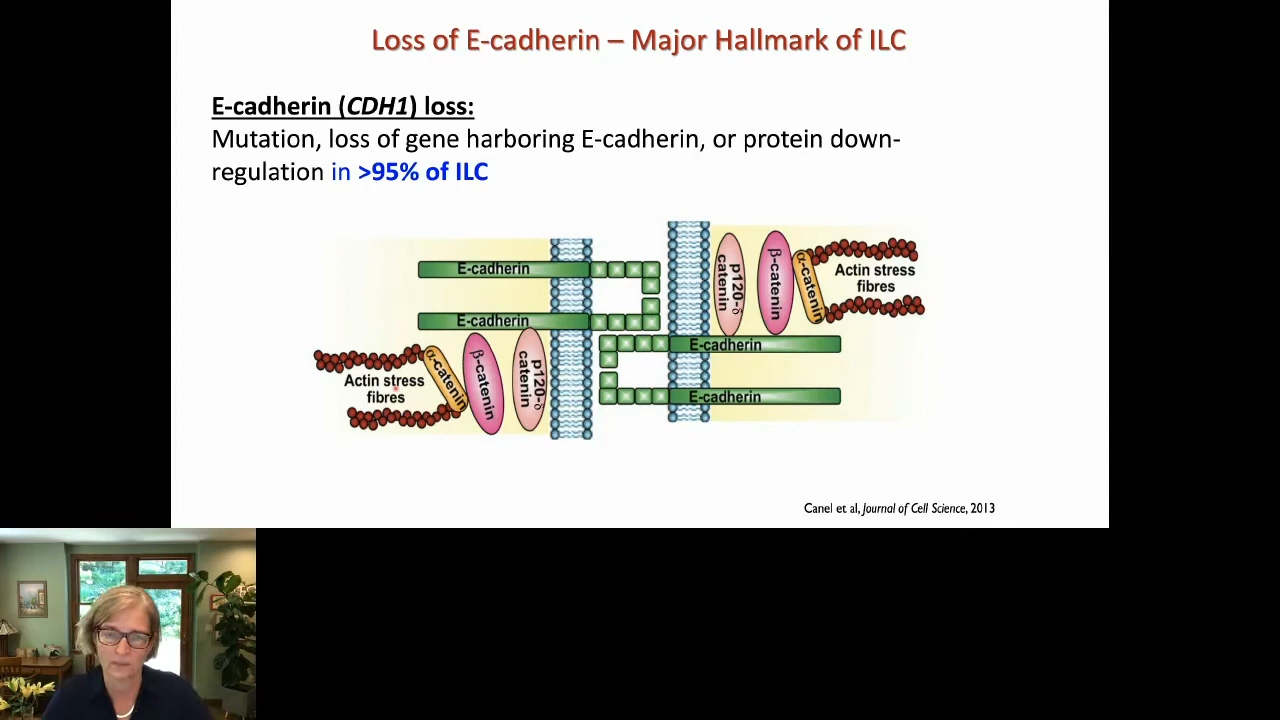 Loss of E-cadherin – Major Hallmark of ILC
E-cadherin (CDH1) loss:
Mutation, loss of gene harboring E-cadherin, or protein down-
regulation in >95% of ILC
E-cadherin
E-cadherin
Actin stress
fibres
α-catenin
β-catenin
p120-δ
catenin
p120-δ
catenin
β-catenin
α-catenin
Actin stress
fibres
E-cadherin
E-cadherin
Canel et al, Journal of Cell Science, 2013